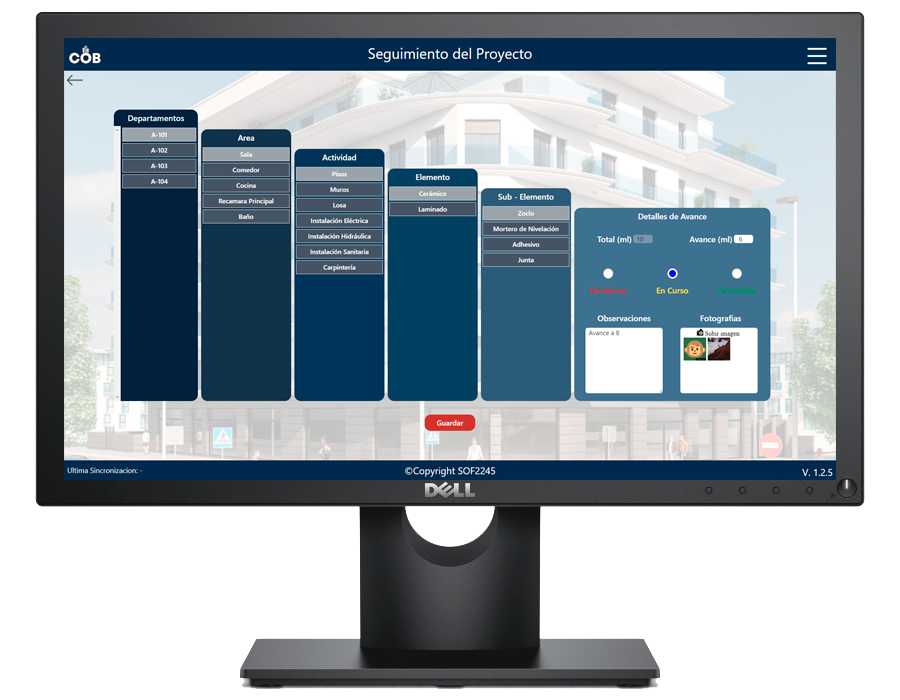 COB
Seguimiento del Proyecto
Departamentos
A-101
A-102
A-103
A-104
Area
Sala
Comedor
Cocina
Recamara Principal
Baño
Actividad
Pisos
Muros
Losa
Instalación Eléctrica
Instalación Hidráulica
Instalación Sanitaria
Carpintería
Elemento
Cerámico
Laminado
Sub - Elemento
Zoclo
Mortero de Nivelación
Adhesivo
Junta
Detalles de Avance
Total (ml) 10 Avance (ml) 6
Pendiente En Curso Terminado
Observaciones Fotografias
Avance a 8
Subir imagen
Guardar
Ultima Sincronizacion: -
©Copyright SOF2245
V. 1.2.5
DELL